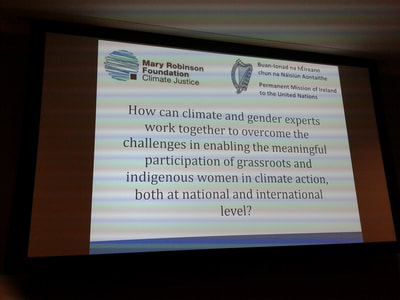 Mary Robinson
Foundation
Climate Justice
Buan-Ionad na hÉireann
chun na Náisiún Aontaithe
Permanent Mission of Ireland
to the United Nations
How can climate and gender experts
work together to overcome the
challenges in enabling the meaningful
participation of grassroots and
indigenous women in climate action,
both at national and international
level?